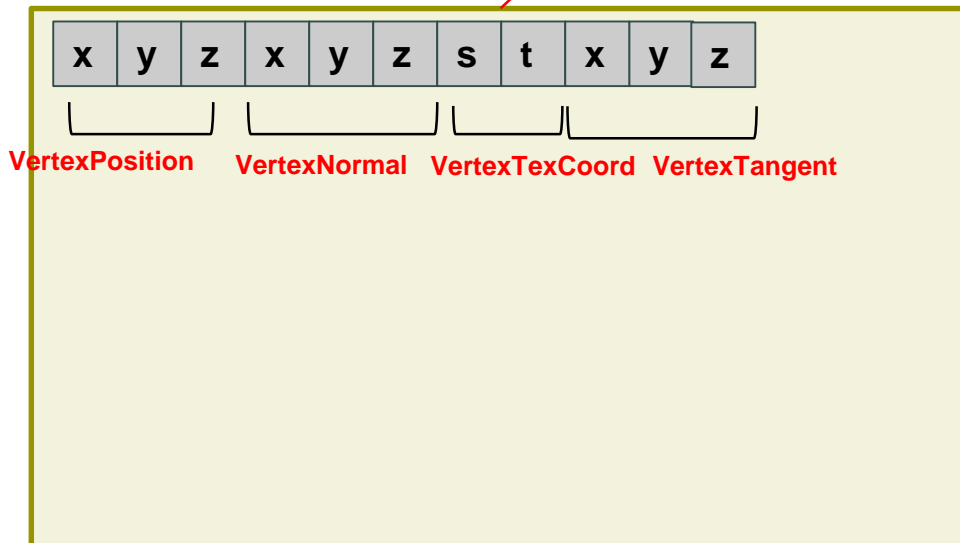 x y z x y z s t x y z
VertexPosition VertexNormal VertexTexCoord VertexTangent